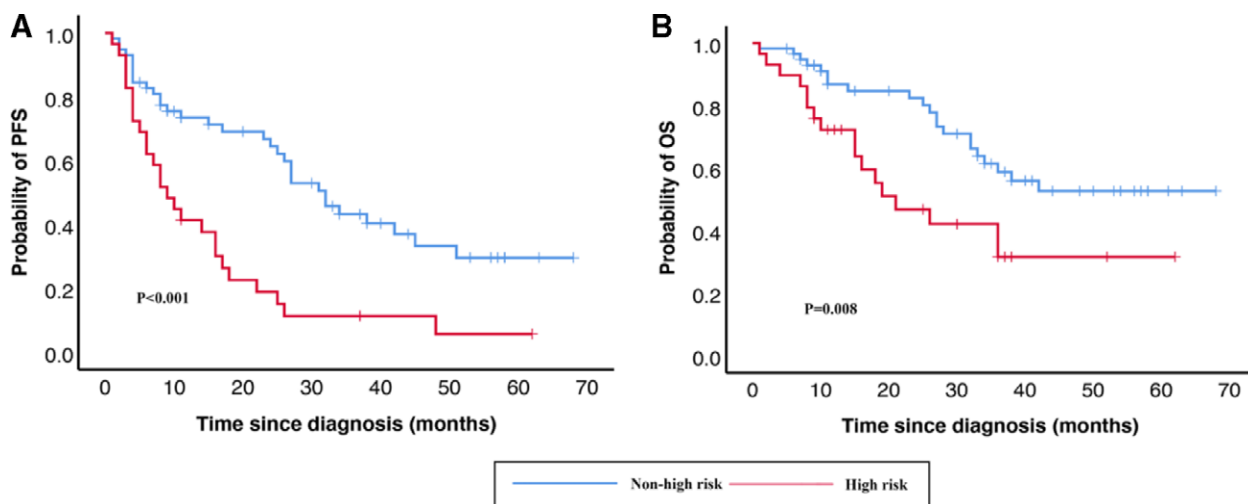 A
Probability of PFS
1.0
0.8
0.6
0.4
0.2
0.0
P<0.001
0 10 20 30 40 50 60 70
Time since diagnosis (months)
B
Probability of OS
1.0
0.8
0.6
0.4
0.2
0.0
P=0.008
0 10 20 30 40 50 60 70
Time since diagnosis (months)
Non-high risk High risk